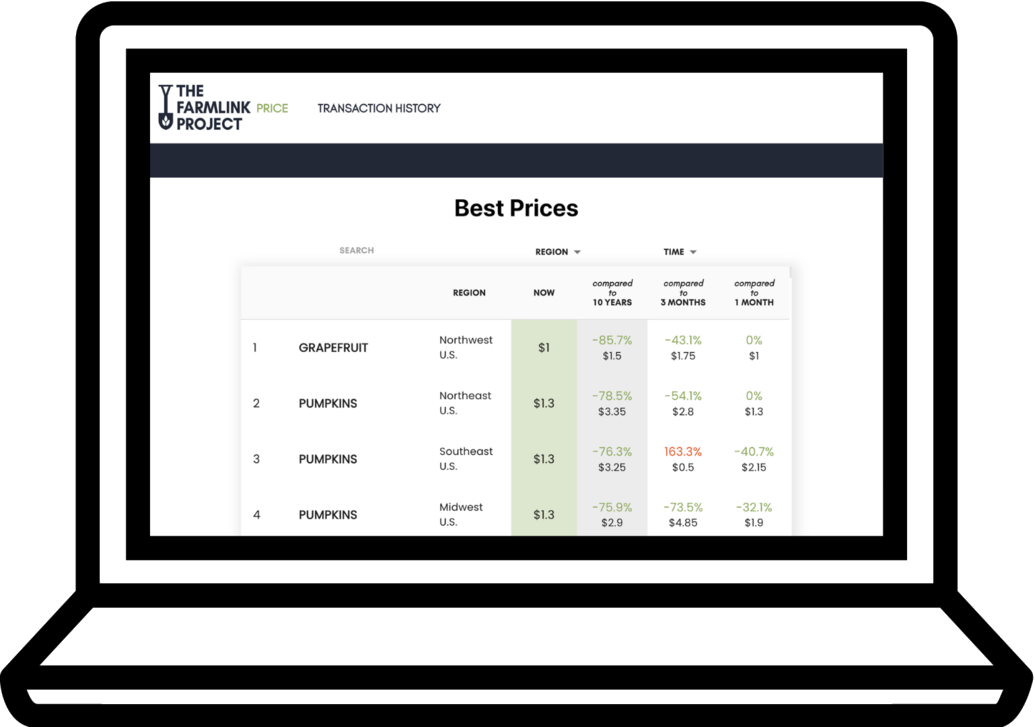 THE
FARMLINK
PROJECT
PRICE
TRANSACTION HISTORY
Best Prices
SEARCH
REGION
TIME
REGION
NOW
compared
to
10 YEARS
compared
to
3 MONTHS
compared
to
1 MONTH
1
GRAPEFRUIT
Northwest
U.S.
$1
-85.7%
$1.5
-43.1%
$1.75
0%
$1
2
PUMPKINS
Northeast
U.S.
$1.3
-78.5%
$3.35
-54.1%
$2.8
0%
$1.3
3
PUMPKINS
Southeast
U.S.
$1.3
-76.3%
$3.25
163.3%
$0.5
-40.7%
$2.15
4
PUMPKINS
Midwest
U.S.
$1.3
-75.9%
$2.9
-73.5%
$4.85
-32.1%
$1.9